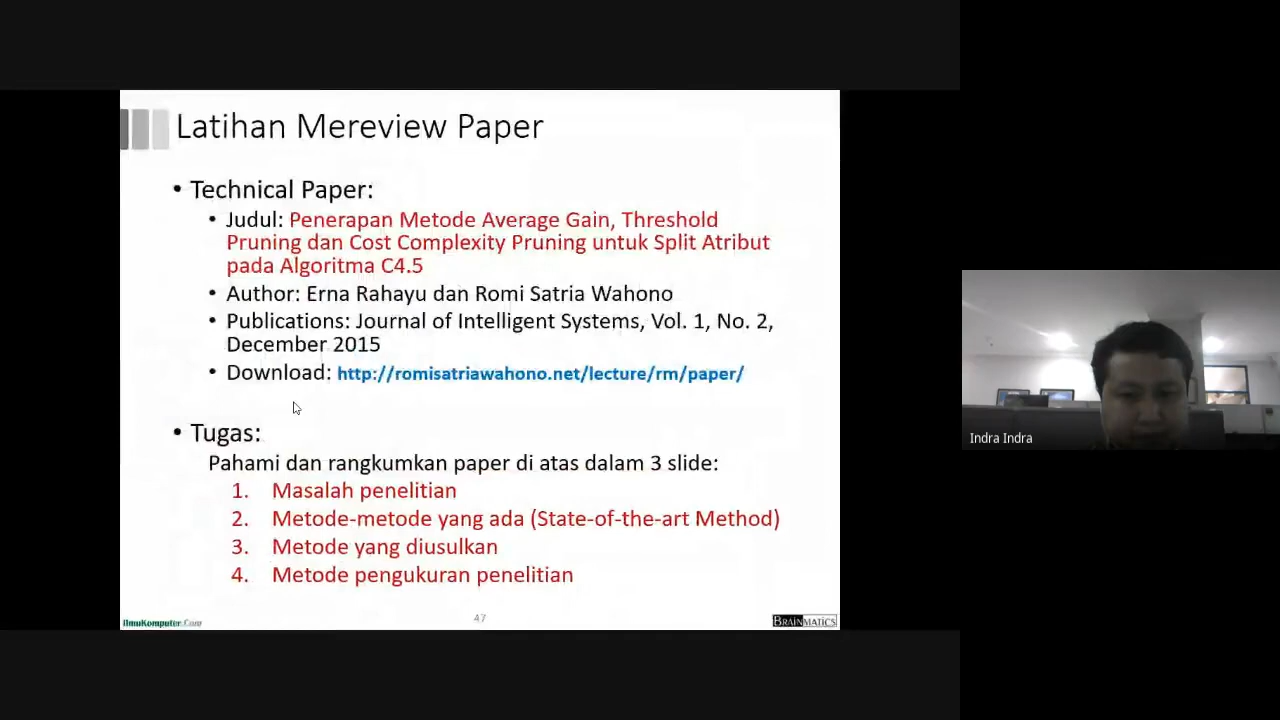 Latihan Mereview Paper
• Technical Paper:
• Judul: Penerapan Metode Average Gain, Threshold
Pruning dan Cost Complexity Pruning untuk Split Atribut
pada Algoritma C4.5
• Author: Erna Rahayu dan Romi Satria Wahono
• Publications: Journal of Intelligent Systems, Vol. 1, No. 2,
December 2015
• Download: http://romisatriawahono.net/lecture/rm/paper/
• Tugas:
Pahami dan rangkumkan paper di atas dalam 3 slide:
1. Masalah penelitian
2. Metode-metode yang ada (State-of-the-art Method)
3. Metode yang diusulkan
4. Metode pengukuran penelitian
IlmuKomputer.Com
47
BRAINMATICS
Indra Indra